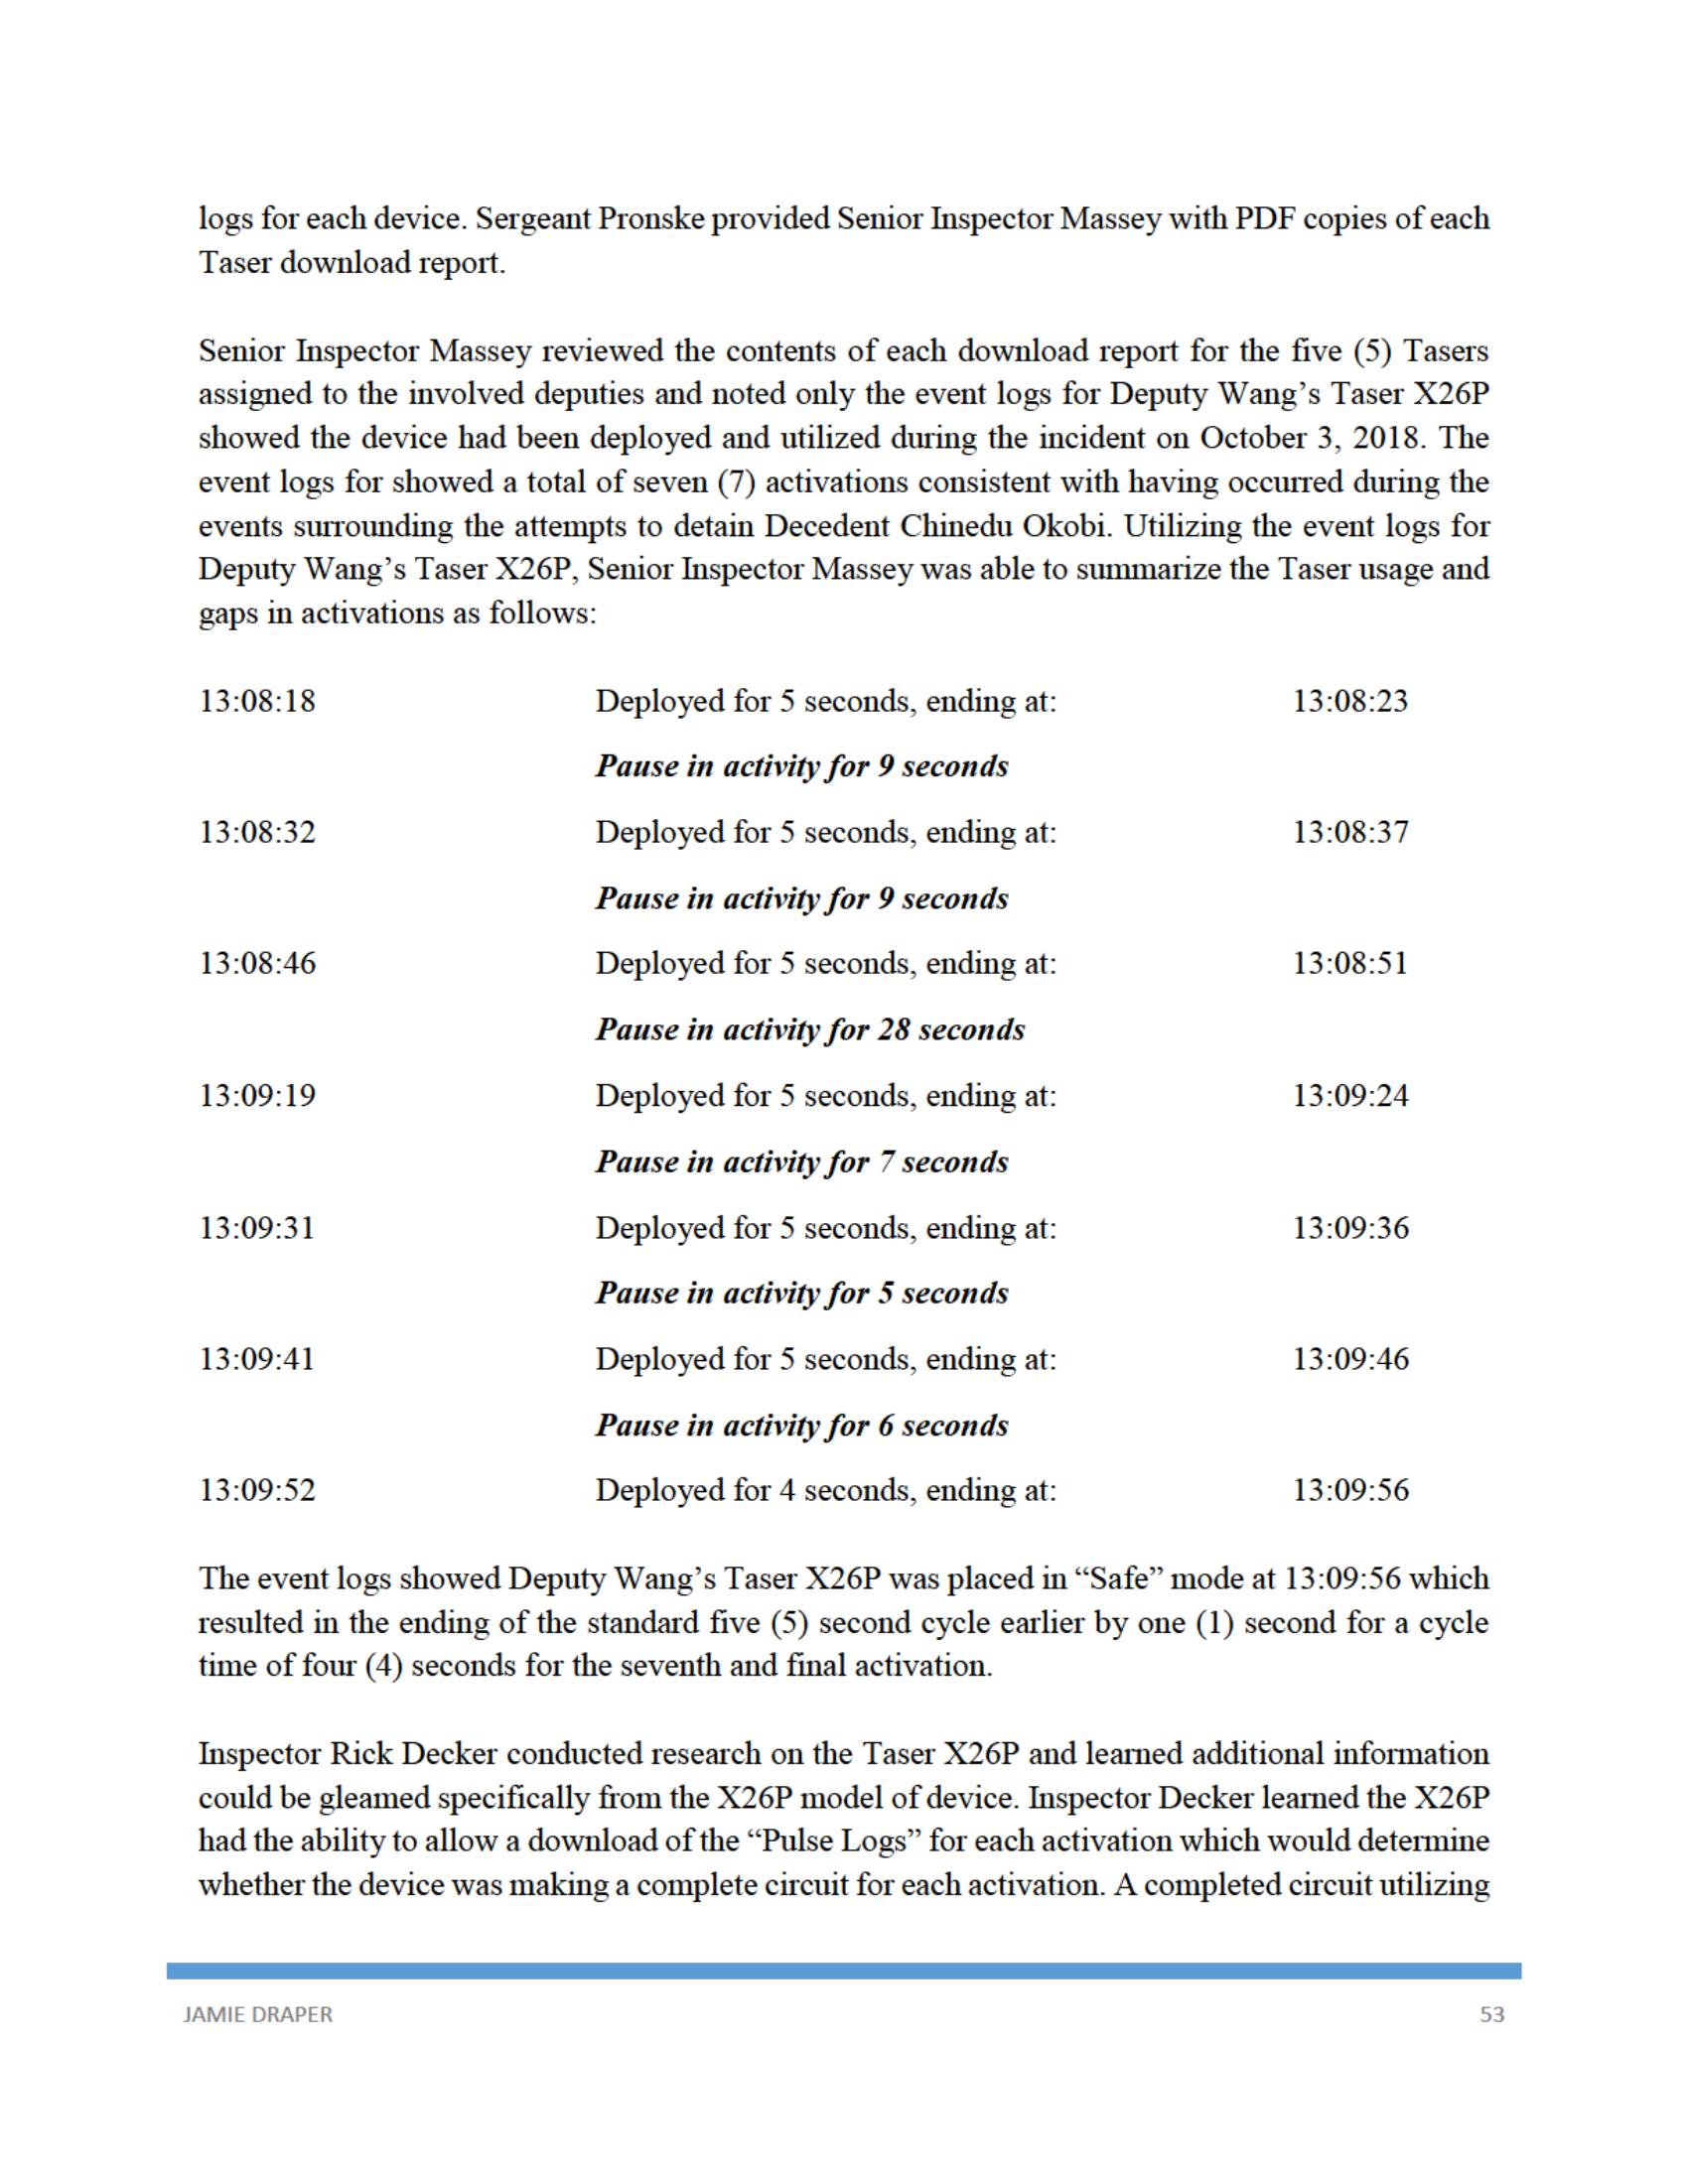 logs for each device. Sergeant Pronske provided Senior Inspector Massey with PDF copies of each
Taser download report.
Senior Inspector Massey reviewed the contents of each download report for the five (5) Tasers
assigned to the involved deputies and noted only the event logs for Deputy Wang’s Taser X26P
showed the device had been deployed and utilized during the incident on October 3, 2018. The
event logs for showed a total of seven (7) activations consistent with having occurred during the
events surrounding the attempts to detain Decedent Chinedu Okobi. Utilizing the event logs for
Deputy Wang’s Taser X26P, Senior Inspector Massey was able to summarize the Taser usage and
gaps in activations as follows:
13:08:18 Deployed for 5 seconds, ending at: 13:08:23
Pause in activity for 9 seconds
13:08:32 Deployed for 5 seconds, ending at: 13:08:37
Pause in activity for 9 seconds
13:08:46 Deployed for 5 seconds, ending at: 13:08:51
Pause in activity for 28 seconds
13:09:19 Deployed for 5 seconds, ending at: 13:09:24
Pause in activity for 7 seconds
13:09:31 Deployed for 5 seconds, ending at: 13:09:36
Pause in activity for 5 seconds
13:09:41 Deployed for 5 seconds, ending at: 13:09:46
Pause in activity for 6 seconds
13:09:52 Deployed for 4 seconds, ending at: 13:09:56
The event logs showed Deputy Wang’s Taser X26P was placed in “Safe” mode at 13:09:56 which
resulted in the ending of the standard five (5) second cycle earlier by one (1) second for a cycle
time of four (4) seconds for the seventh and final activation.
Inspector Rick Decker conducted research on the Taser X26P and learned additional information
could be gleamed specifically from the X26P model of device. Inspector Decker learned the X26P
had the ability to allow a download of the “Pulse Logs” for each activation which would determine
whether the device was making a complete circuit for each activation. A completed circuit utilizing
JAMIE DRAPER 53